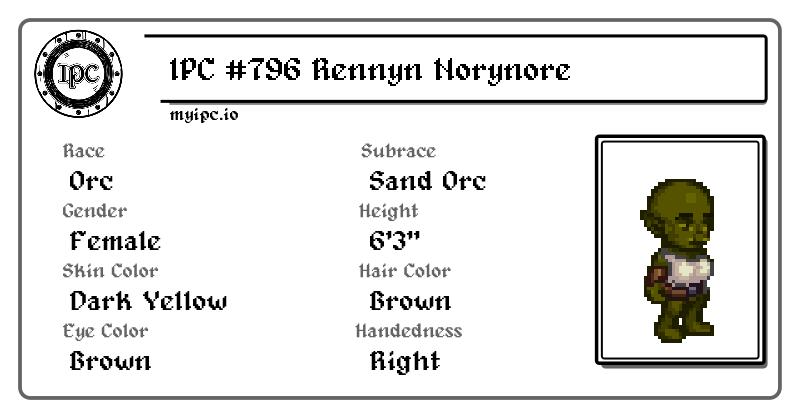 IPC
IPC #796 Rennyn Norynore
myipc.io
Race
Orc
Subrace
Sand Orc
Gender
Female
Height
6'3"
Skin Color
Dark Yellow
Hair Color
Brown
Eye Color
Brown
Handedness
Right